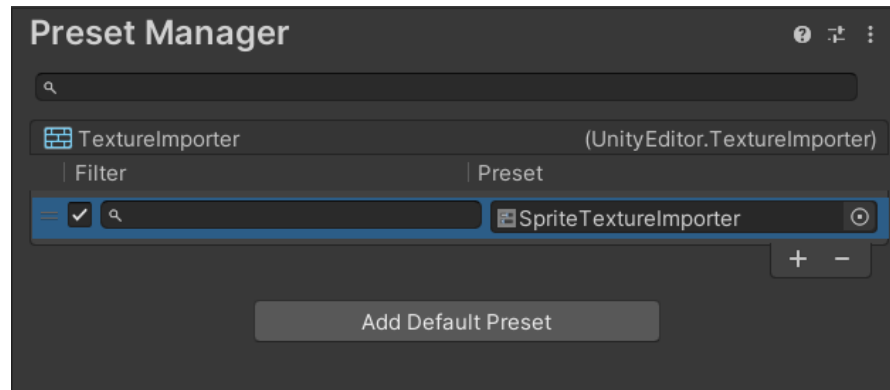 Preset Manager
TextureImporter (UnityEditor.TextureImporter)
Filter Preset
SpriteTextureImporter
Add Default Preset